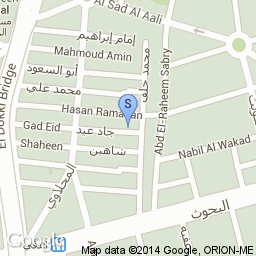 Al Sad Al Aali
إمام إبراهيم
Mahmoud Amin
أبو السعود
محمد علي
محمد خلف
Abd El-Raheem Sabry
El Dokki Bridge
Hasan Ramadan
S
Gad Eid
جاد عيد
Shaheen
شاهين
Nabil Al Wakad
المحلاوي
البحوث
M
Google
Map data ©2014 Google, ORION-ME